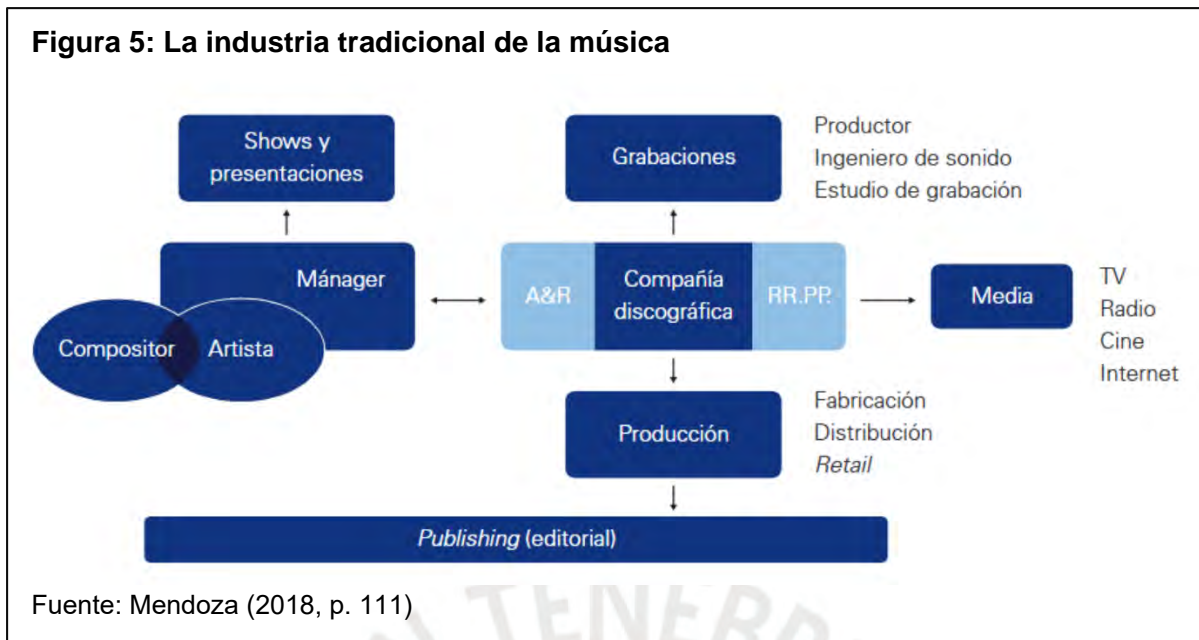 Figura 5: La industria tradicional de la música
Shows y
presentaciones
Grabaciones
Productor
Ingeniero de sonido
Estudio de grabación
Mánager
Compositor
Artista
A&R
Compañía
discográfica
RR.PP.
Media
TV
Radio
Cine
Internet
Producción
Fabricación
Distribución
Retail
Publishing (editorial)
Fuente: Mendoza (2018, p. 111)
TENEBR